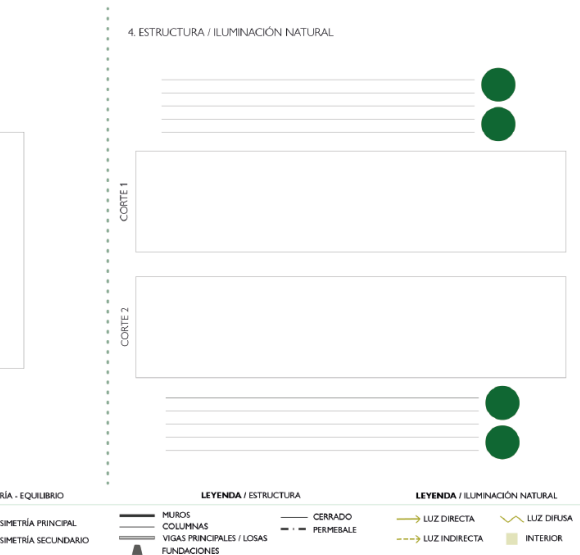 4. ESTRUCTURA / ILUMINACIÓN NATURAL
CORTE 1
CORTE 2
RÍA - EQUILIBRIO
SIMETRÍA PRINCIPAL
SIMETRÍA SECUNDARIO
LEYENDA / ESTRUCTURA
MUROS
COLUMNAS
VIGAS PRINCIPALES / LOSAS
FUNDACIONES
CERRADO
PERMEBALE
LEYENDA / ILUMINACIÓN NATURAL
LUZ DIRECTA
LUZ INDIRECTA
LUZ DIFUSA
INTERIOR